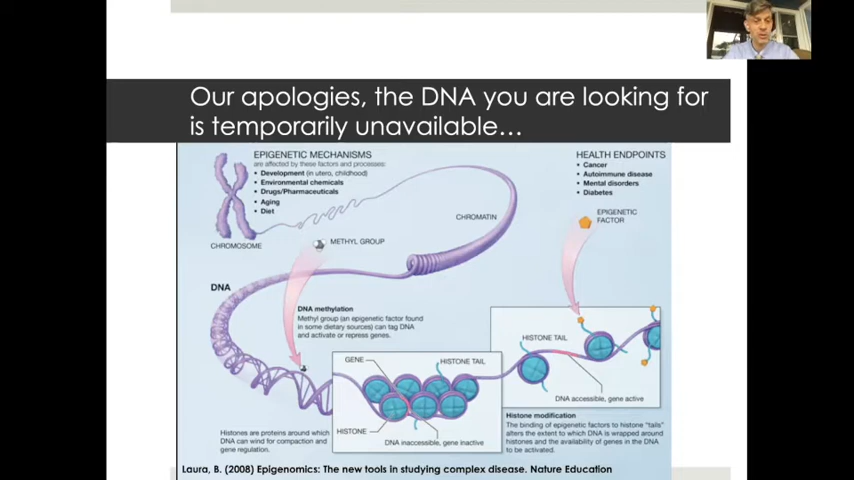 Our apologies, the DNA you are looking for
is temporarily unavailable…
EPIGENETIC MECHANISMS
are affected by these factors and processes:
• Development (in utero, childhood)
• Environmental chemicals
• Drugs/Pharmaceuticals
• Aging
• Diet
HEALTH ENDPOINTS
• Cancer
• Autoimmune disease
• Mental disorders
• Diabetes
EPIGENETIC
FACTOR
CHROMATIN
CHROMOSOME
METHYL GROUP
DNA
DNA methylation
Methyl group (an epigenetic factor found
in some dietary sources) can tag DNA
and activate or repress genes.
HISTONE TAIL
GENE
HISTONE TAIL
DNA accessible, gene active
HISTONE
DNA inaccessible, gene inactive
Histones are proteins around which
DNA can wind for compaction and
gene regulation.
Histone modification
The binding of epigenetic factors to histone “tails”
alters the extent to which DNA is wrapped around
histones and the availability of genes in the DNA
to be activated.
Laura, B. (2008) Epigenomics: The new tools in studying complex disease. Nature Education